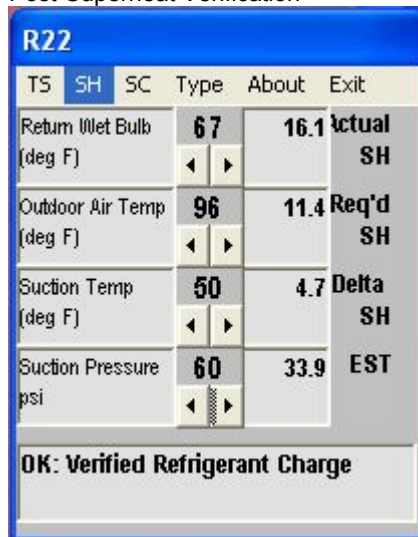 Post Superheat Verification
R22
TS SH SC Type About Exit
Return Wet Bulb 67 16.1 Actual
(deg F) SH
Outdoor Air Temp 96 11.4 Req'd
(deg F) SH
Suction Temp 50 4.7 Delta
(deg F) SH
Suction Pressure 60 33.9 EST
psi
OK: Verified Refrigerant Charge